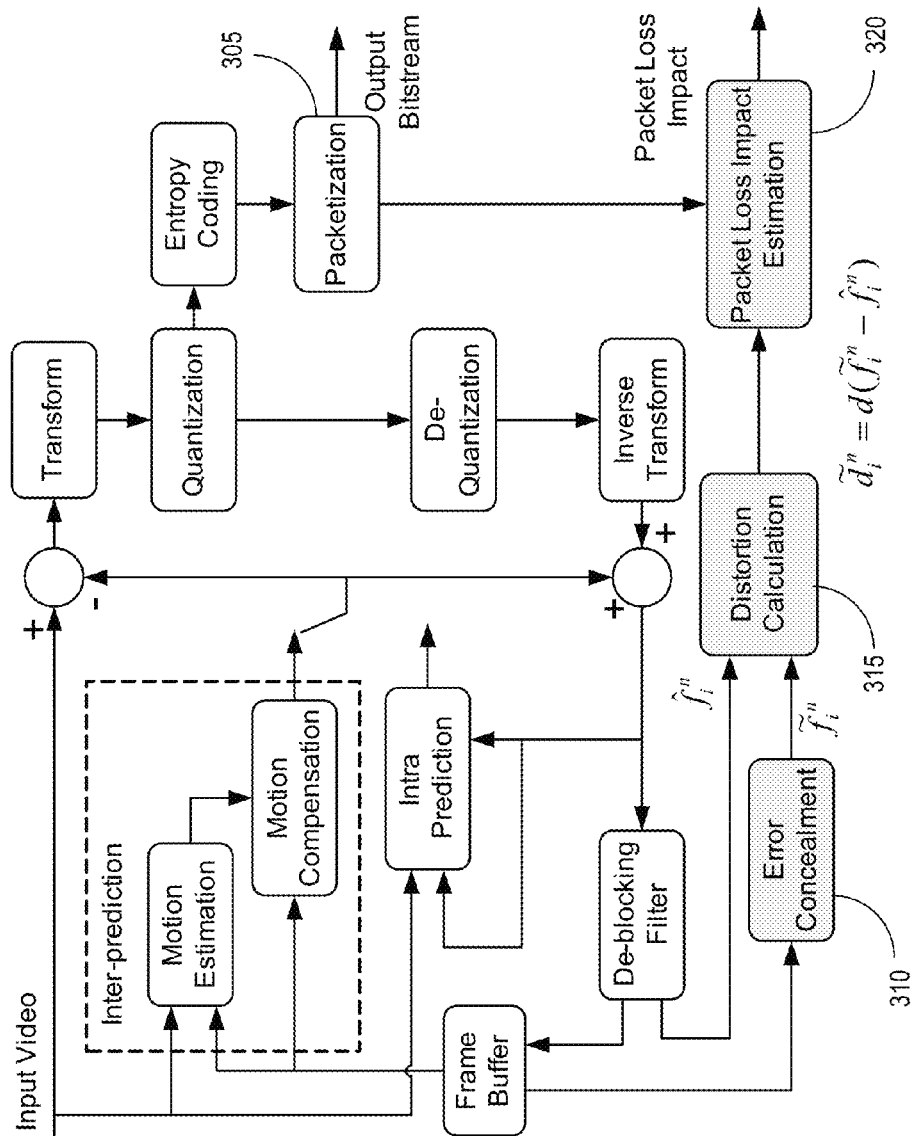 Input Video
+
-
Transform
Quantization
Entropy
Coding
305
Packetization
Output
Bitstream
Inter-prediction
Motion
Estimation
Motion
Compensation
Intra
Prediction
De-
Quantization
Inverse
Transform
+
+
Frame
Buffer
De-blocking
Filter
f̂ᵢⁿ
Error
Concealment
310
f̃ᵢⁿ
Distortion
Calculation
315
d̃ᵢⁿ = d(f̃ᵢⁿ − f̂ᵢⁿ)
Packet Loss Impact
Estimation
320
Packet Loss
Impact